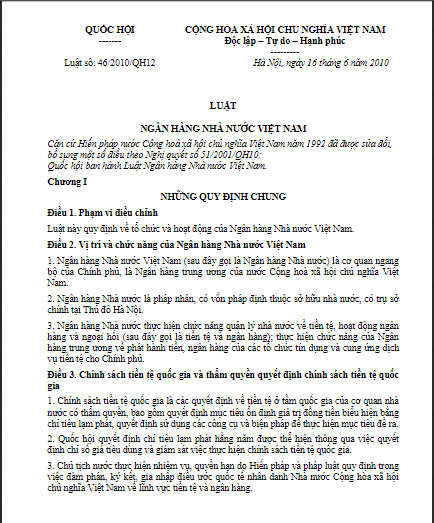 QUỐC HỘI
-------
CỘNG HÒA XÃ HỘI CHỦ NGHĨA VIỆT NAM
Độc lập – Tự do – Hạnh phúc
---------
Luật số: 46/2010/QH12
Hà Nội, ngày 16 tháng 6 năm 2010
LUẬT
NGÂN HÀNG NHÀ NƯỚC VIỆT NAM
Căn cứ Hiến pháp nước Cộng hoà xã hội chủ nghĩa Việt Nam năm 1992 đã được sửa đổi,
bổ sung một số điều theo Nghị quyết số 51/2001/QH10;
Quốc hội ban hành Luật Ngân hàng Nhà nước Việt Nam.
Chương I
NHỮNG QUY ĐỊNH CHUNG
Điều 1. Phạm vi điều chỉnh
Luật này quy định về tổ chức và hoạt động của Ngân hàng Nhà nước Việt Nam.
Điều 2. Vị trí và chức năng của Ngân hàng Nhà nước Việt Nam
1. Ngân hàng Nhà nước Việt Nam (sau đây gọi là Ngân hàng Nhà nước) là cơ quan ngang
bộ của Chính phủ, là Ngân hàng trung ương của nước Cộng hoà xã hội chủ nghĩa Việt
Nam.
2. Ngân hàng Nhà nước là pháp nhân, có vốn pháp định thuộc sở hữu nhà nước, có trụ sở
chính tại Thủ đô Hà Nội.
3. Ngân hàng Nhà nước thực hiện chức năng quản lý nhà nước về tiền tệ, hoạt động ngân
hàng và ngoại hối (sau đây gọi là tiền tệ và ngân hàng); thực hiện chức năng của Ngân
hàng trung ương về phát hành tiền, ngân hàng của các tổ chức tín dụng và cung ứng dịch
vụ tiền tệ cho Chính phủ.
Điều 3. Chính sách tiền tệ quốc gia và thẩm quyền quyết định chính sách tiền tệ quốc
gia
1. Chính sách tiền tệ quốc gia là các quyết định về tiền tệ ở tầm quốc gia của cơ quan nhà
nước có thẩm quyền, bao gồm quyết định mục tiêu ổn định giá trị đồng tiền biểu hiện bằng
chỉ tiêu lạm phát, quyết định sử dụng các công cụ và biện pháp để thực hiện mục tiêu đề ra.
2. Quốc hội quyết định chỉ tiêu lạm phát hằng năm được thể hiện thông qua việc quyết
định chỉ số giá tiêu dùng và giám sát việc thực hiện chính sách tiền tệ quốc gia.
3. Chủ tịch nước thực hiện nhiệm vụ, quyền hạn do Hiến pháp và pháp luật quy định trong
việc đàm phán, ký kết, gia nhập điều ước quốc tế nhân danh Nhà nước Cộng hòa xã hội
chủ nghĩa Việt Nam về lĩnh vực tiền tệ và ngân hàng.